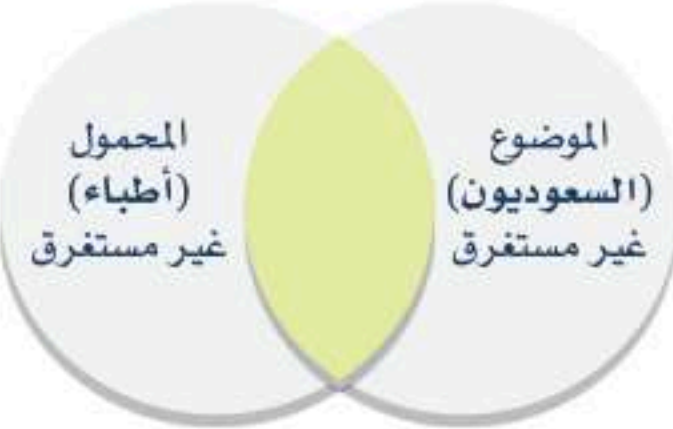 الموضوع
(السعوديون)
غير مستغرق
المحمول
(أطباء)
غير مستغرق